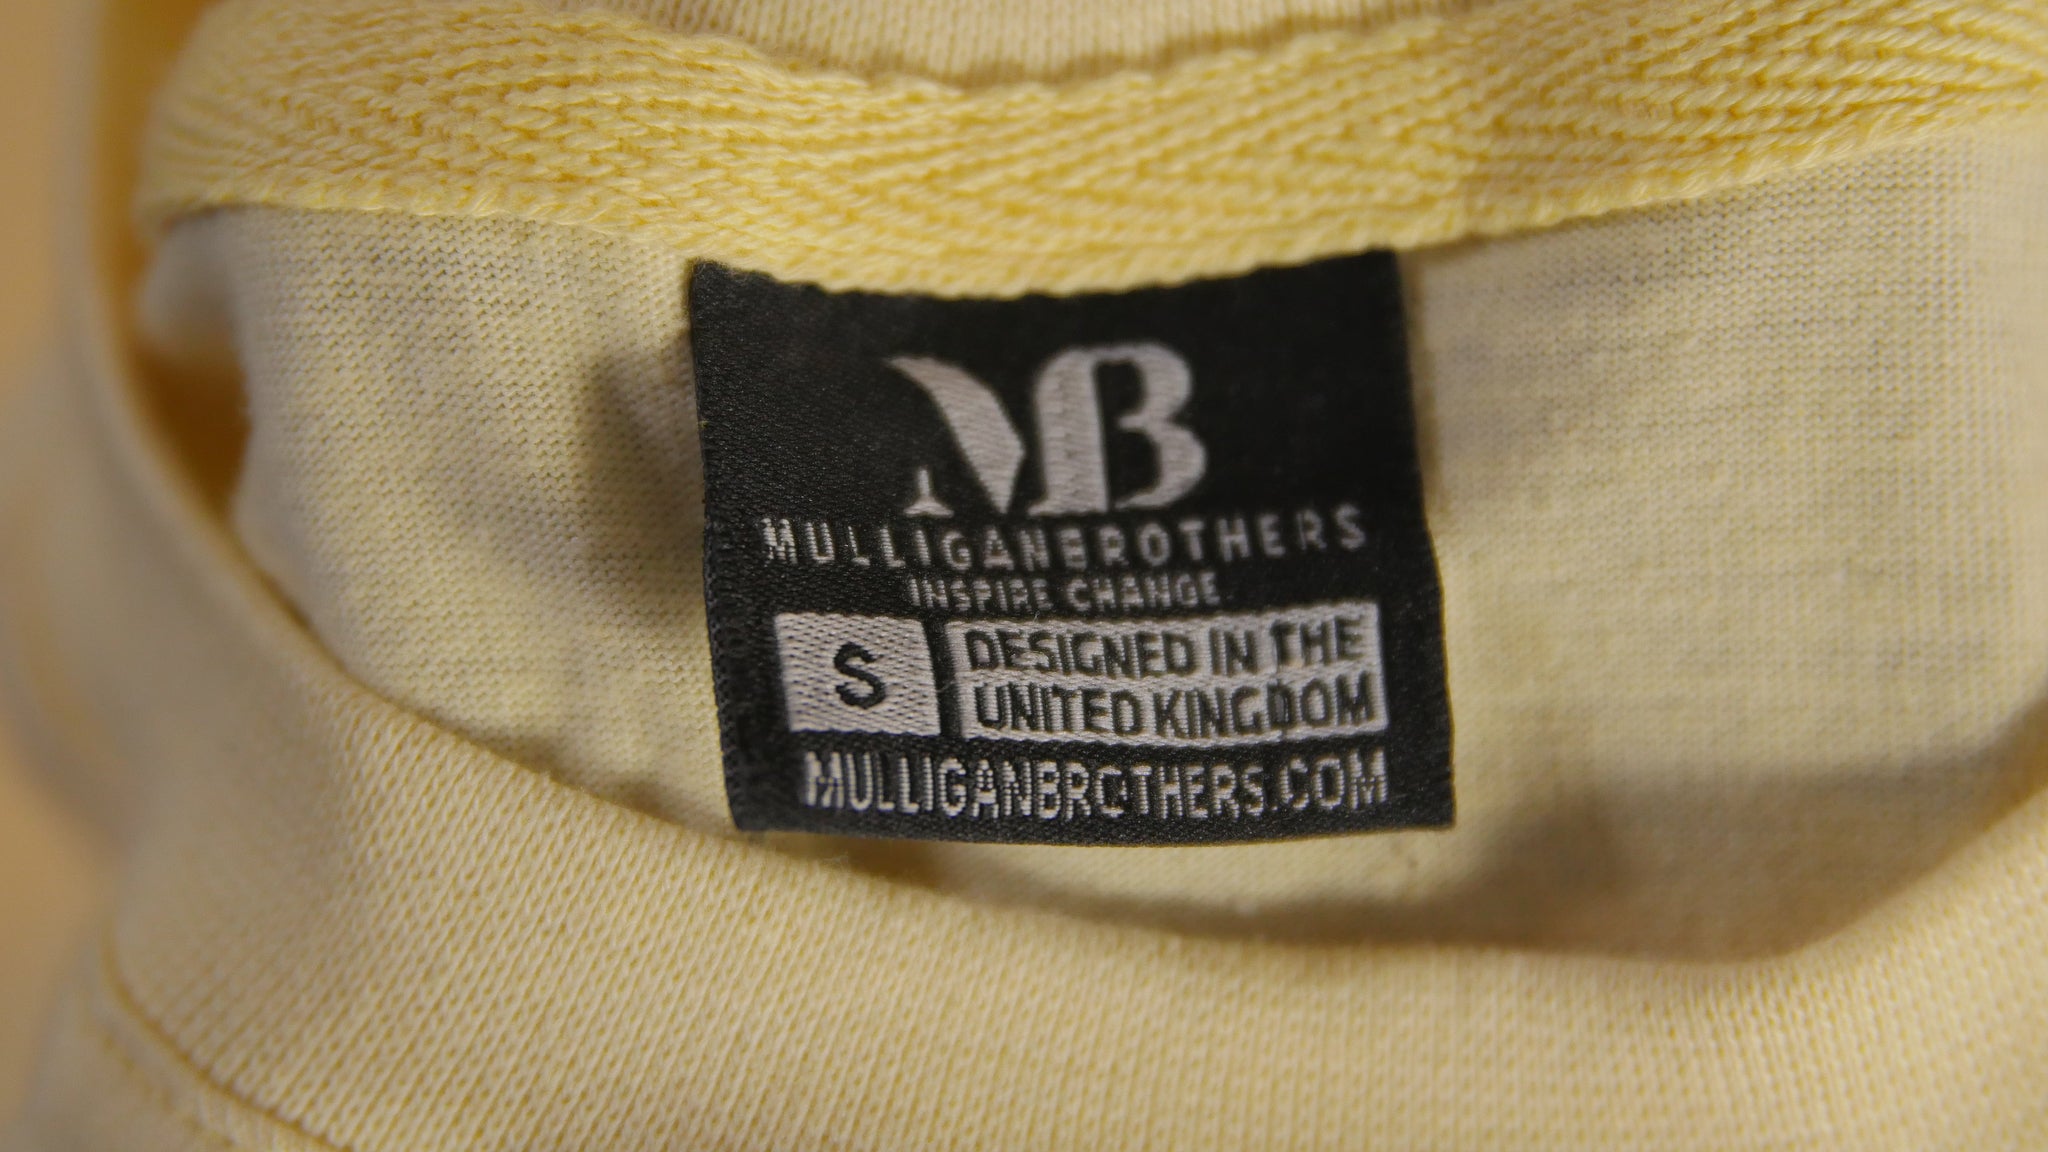 MB
MULLIGANBROTHERS
INSPIRE CHANGE
S
DESIGNED IN THE
UNITED KINGDOM
MULLIGANBROTHERS.COM